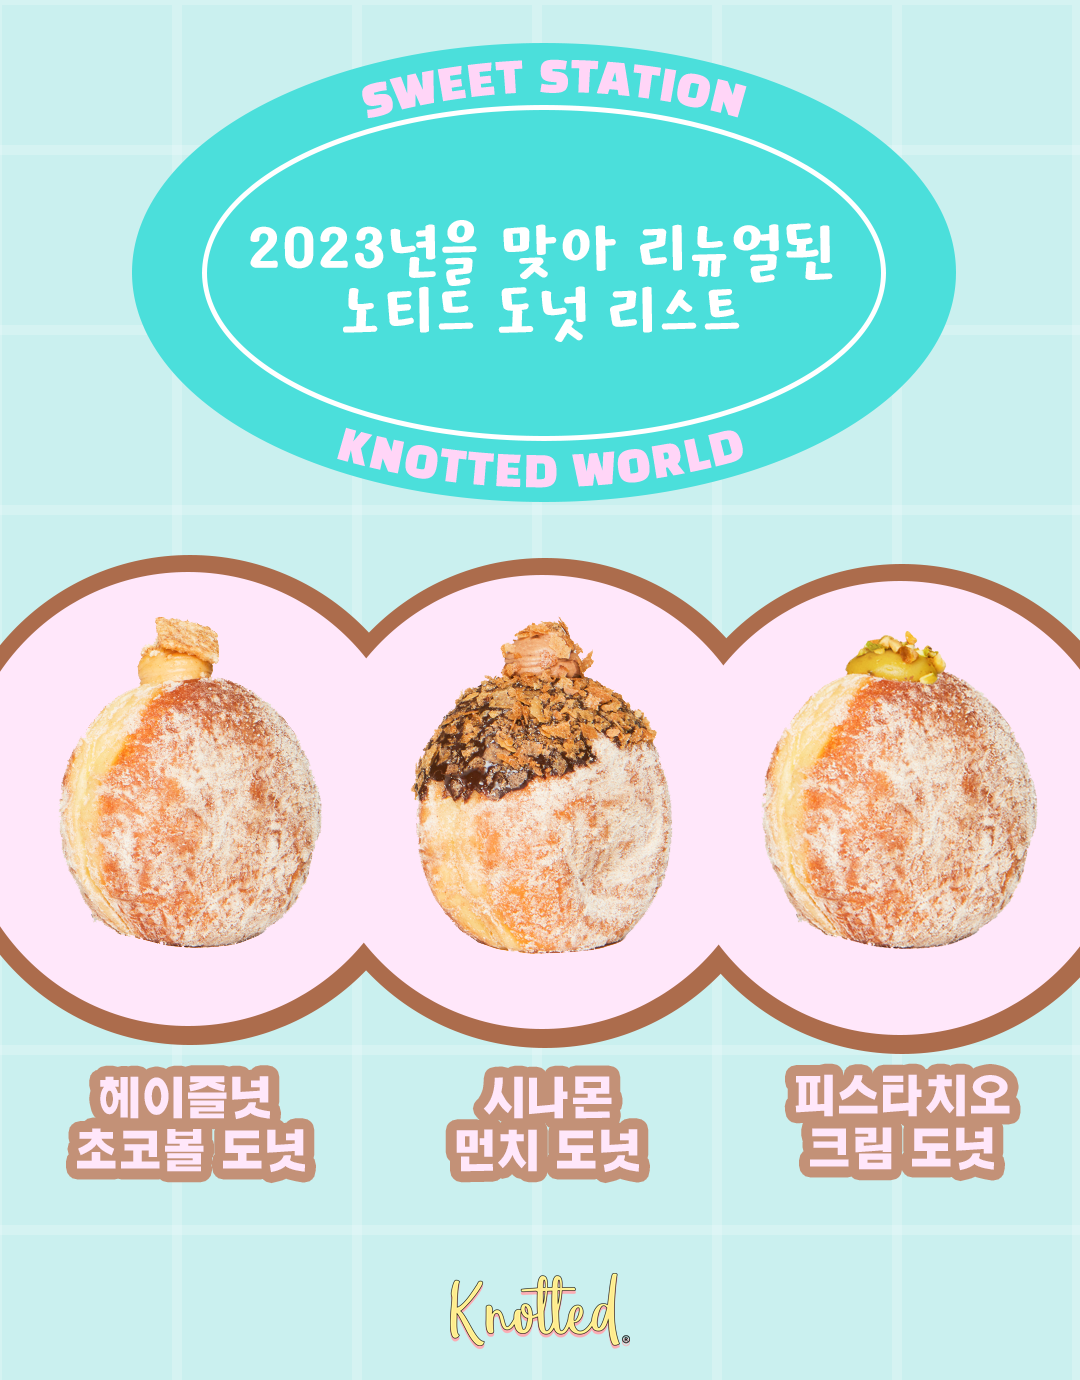 SWEET STATION
2023년을 맞아 리뉴얼된
노티드 도넛 리스트
KNOTTED WORLD
헤이즐넛
초코볼 도넛
시나몬
먼치 도넛
피스타치오
크림 도넛
Knotted®